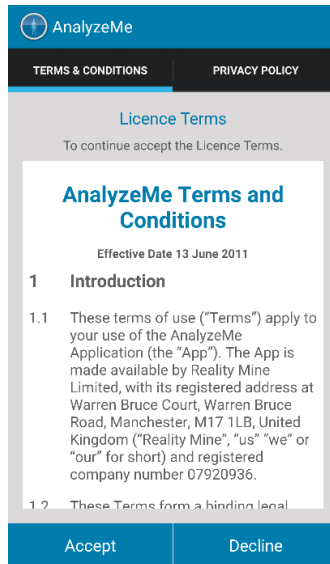 AnalyzeMe
TERMS & CONDITIONS
PRIVACY POLICY
Licence Terms
To continue accept the Licence Terms.
AnalyzeMe Terms and
Conditions
Effective Date 13 June 2011
1 Introduction
1.1 These terms of use (“Terms”) apply to
your use of the AnalyzeMe
Application (the “App”). The App is
made available by Reality Mine
Limited, with its registered address at
Warren Bruce Court, Warren Bruce
Road, Manchester, M17 1LB, United
Kingdom (“Reality Mine”, “us” “we” or
“our” for short) and registered
company number 07920936.
1.2 These Terms form a binding legal
Accept
Decline